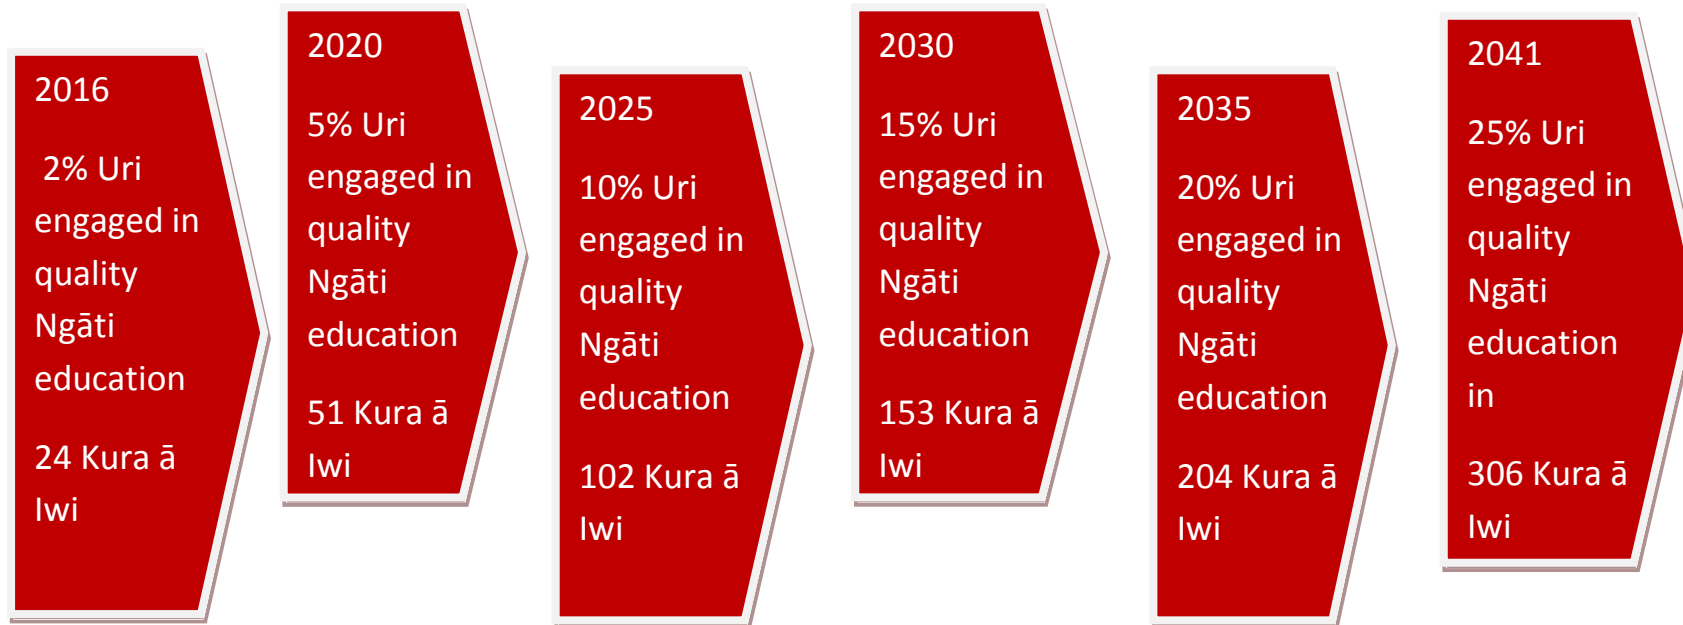 2016
2% Uri
engaged in
quality
Ngāti
education
24 Kura ā
Iwi
2020
5% Uri
engaged in
quality
Ngāti
education
51 Kura ā
Iwi
2025
10% Uri
engaged in
quality
Ngāti
education
102 Kura ā
Iwi
2030
15% Uri
engaged in
quality
Ngāti
education
153 Kura ā
Iwi
2035
20% Uri
engaged in
quality
Ngāti
education
204 Kura ā
Iwi
2041
25% Uri
engaged in
quality
Ngāti
education
in
306 Kura ā
Iwi